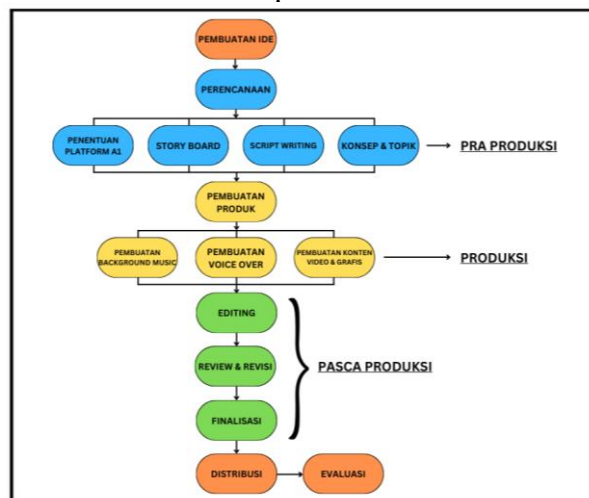 PEMBUATAN IDE
PERENCANAAN
PENENTUAN
PLATFORM A1
STORY BOARD
SCRIPT WRITING
KONSEP & TOPIK
PRA PRODUKSI
PEMBUATAN
PRODUK
PEMBUATAN
BACKGROUND MUSIC
PEMBUATAN
VOICE OVER
PEMBUATAN KONTEN
VIDEO & GRAFIS
PRODUKSI
EDITING
REVIEW & REVISI
FINALISASI
PASCA PRODUKSI
DISTRIBUSI
EVALUASI